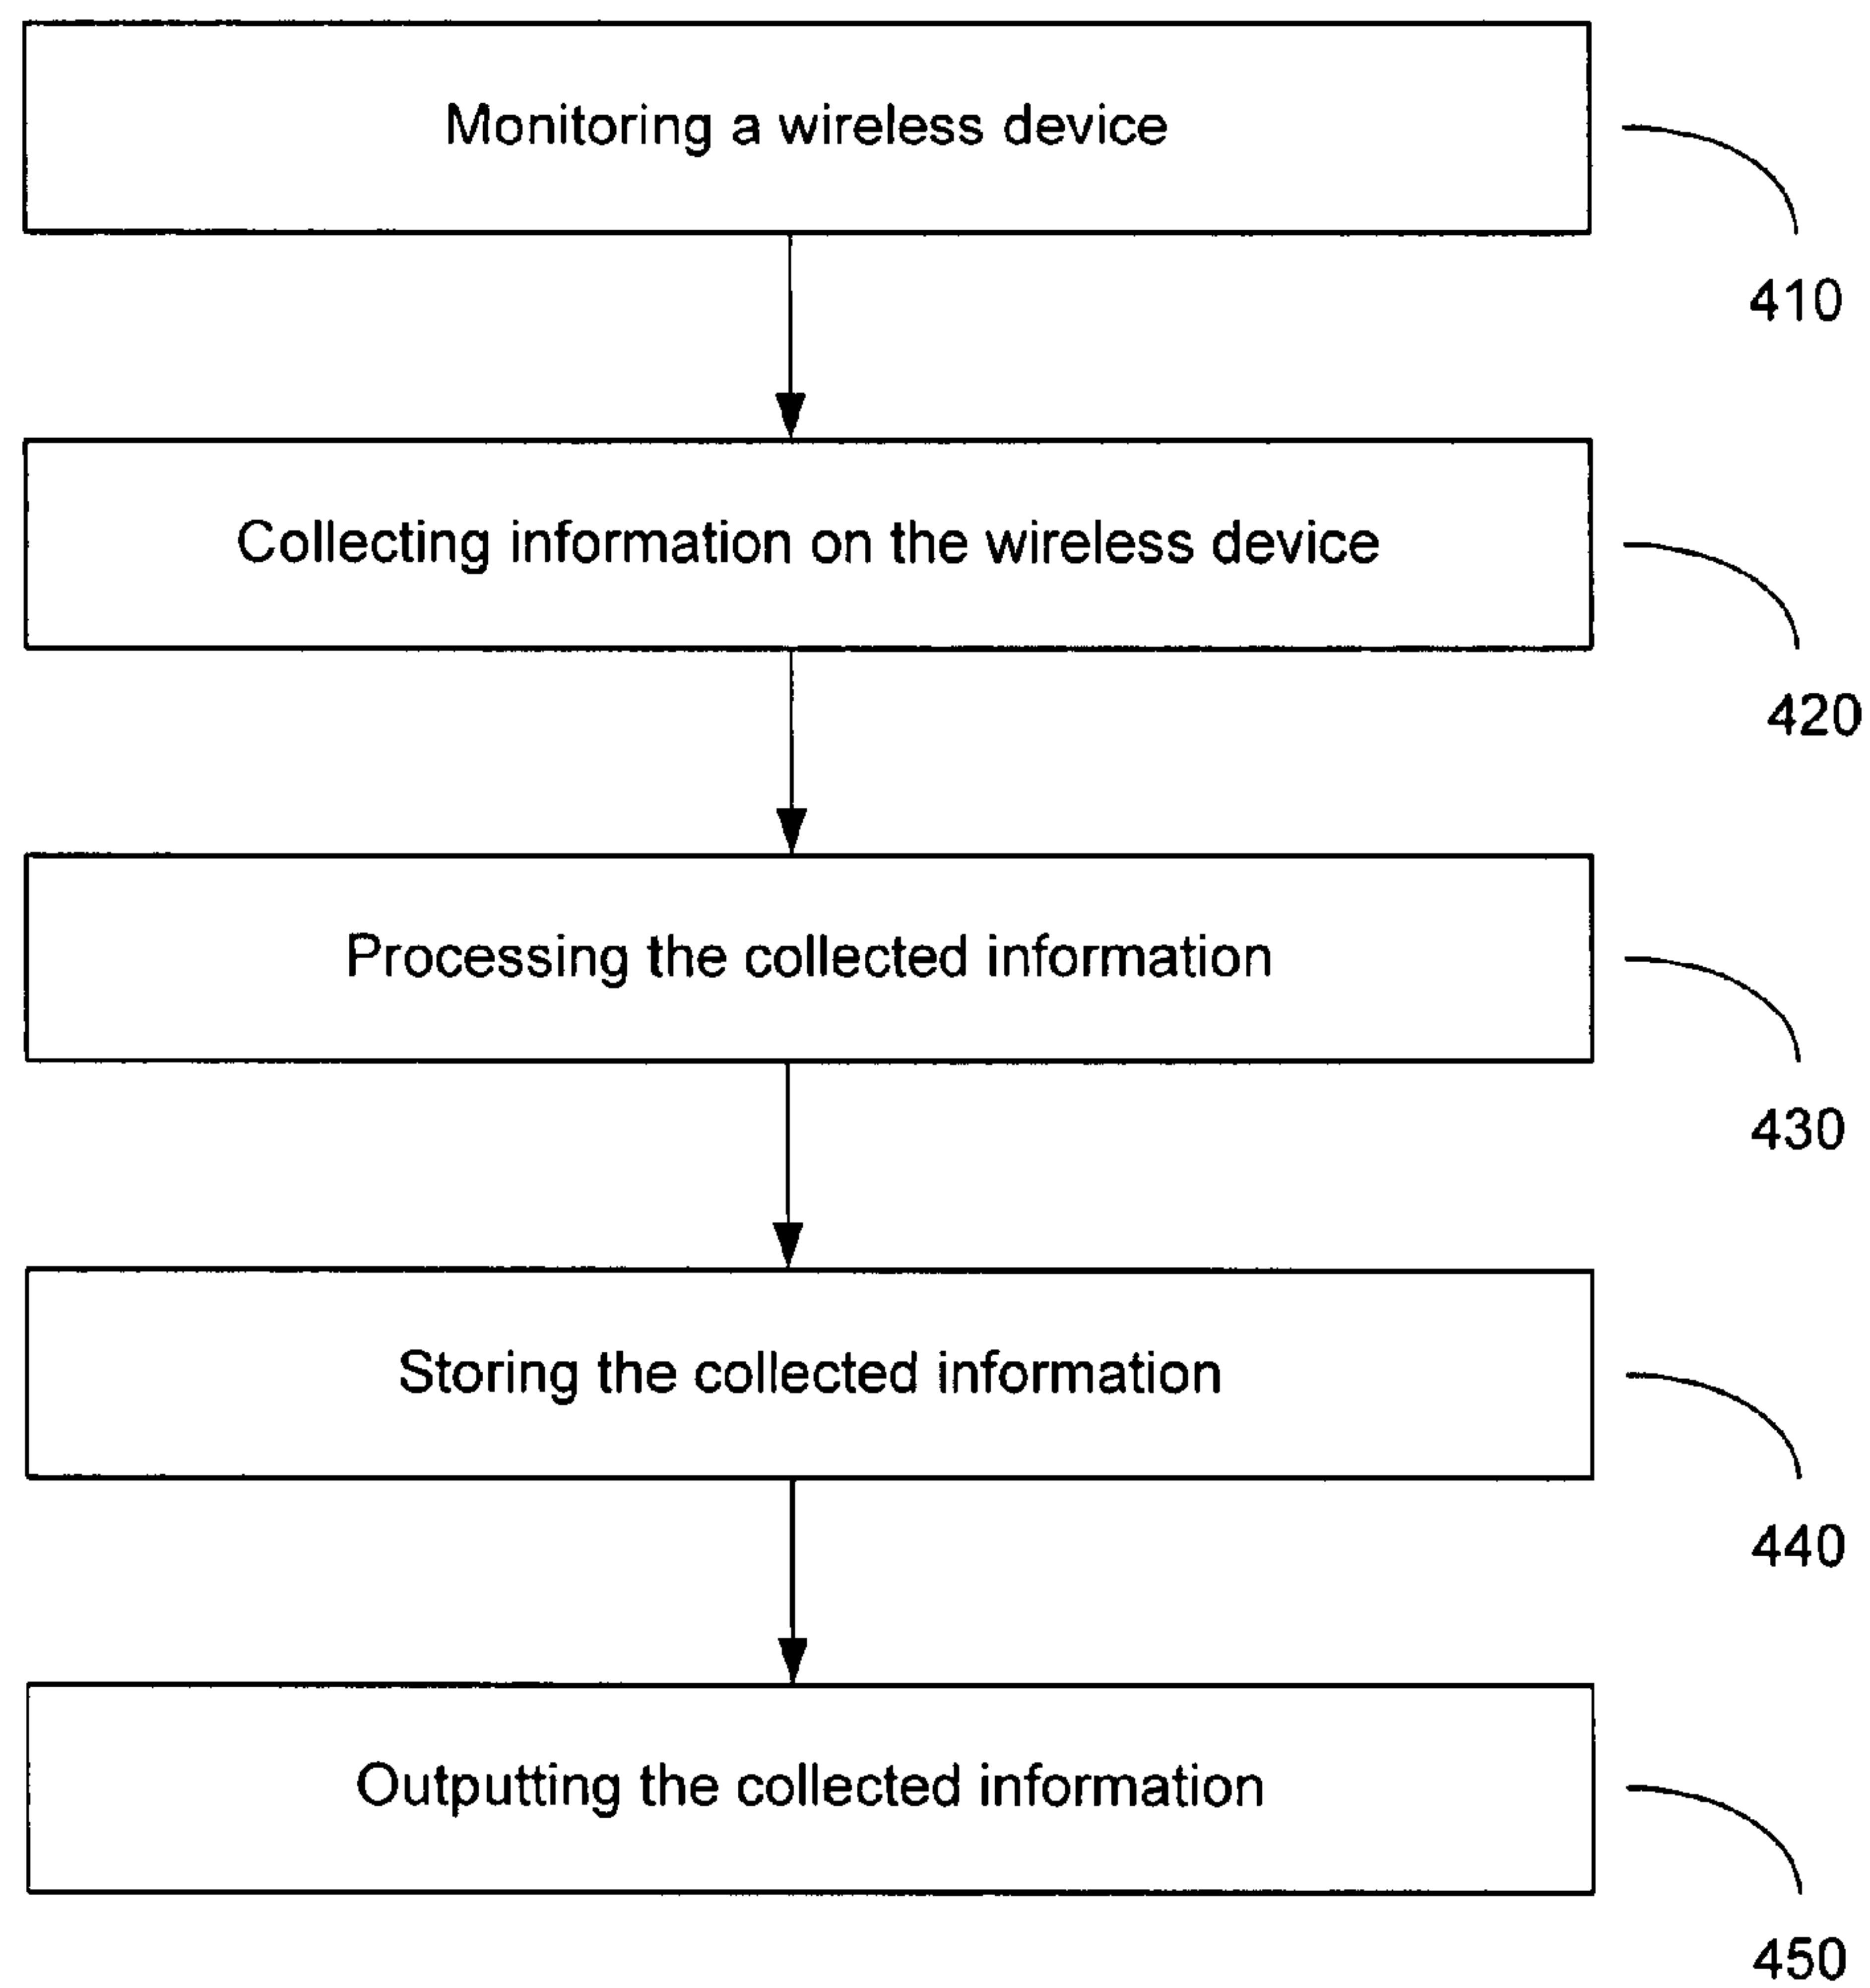 Monitoring a wireless device
410
Collecting information on the wireless device
420
Processing the collected information
430
Storing the collected information
440
Outputting the collected information
450